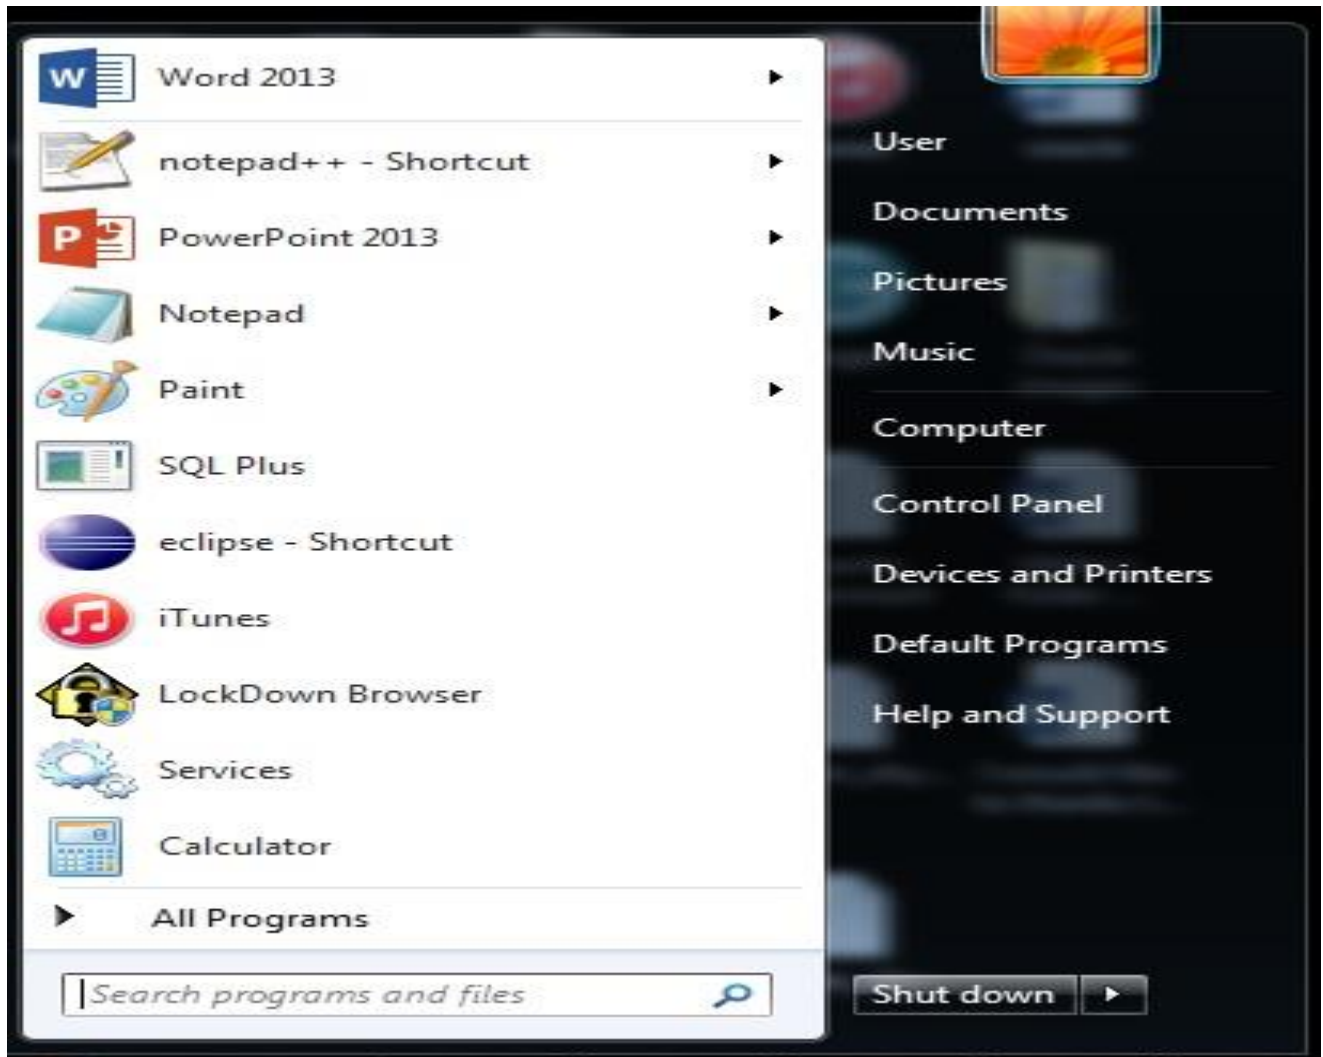 Word 2013
notepad++ - Shortcut
PowerPoint 2013
Notepad
Paint
SQL Plus
eclipse - Shortcut
iTunes
LockDown Browser
Services
Calculator
All Programs
Search programs and files
User
Documents
Pictures
Music
Computer
Control Panel
Devices and Printers
Default Programs
Help and Support
Shut down